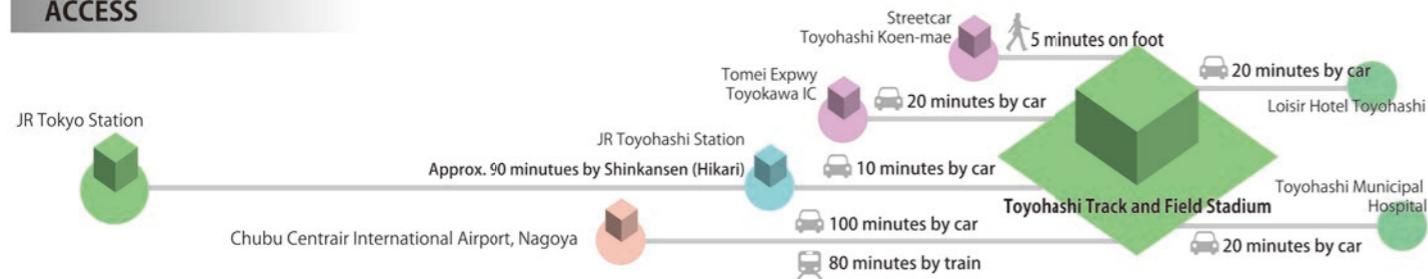 ACCESS
Streetcar
Toyohashi Koen-mae
5 minutes on foot
Tomei Expwy
Toyokawa IC
20 minutes by car
20 minutes by car
Loisir Hotel Toyohashi
JR Tokyo Station
JR Toyohashi Station
Approx. 90 minutues by Shinkansen (Hikari)
10 minutes by car
Toyohashi Municipal
Hospital
Toyohashi Track and Field Stadium
100 minutes by car
Chubu Centrair International Airport, Nagoya
20 minutes by car
80 minutes by train